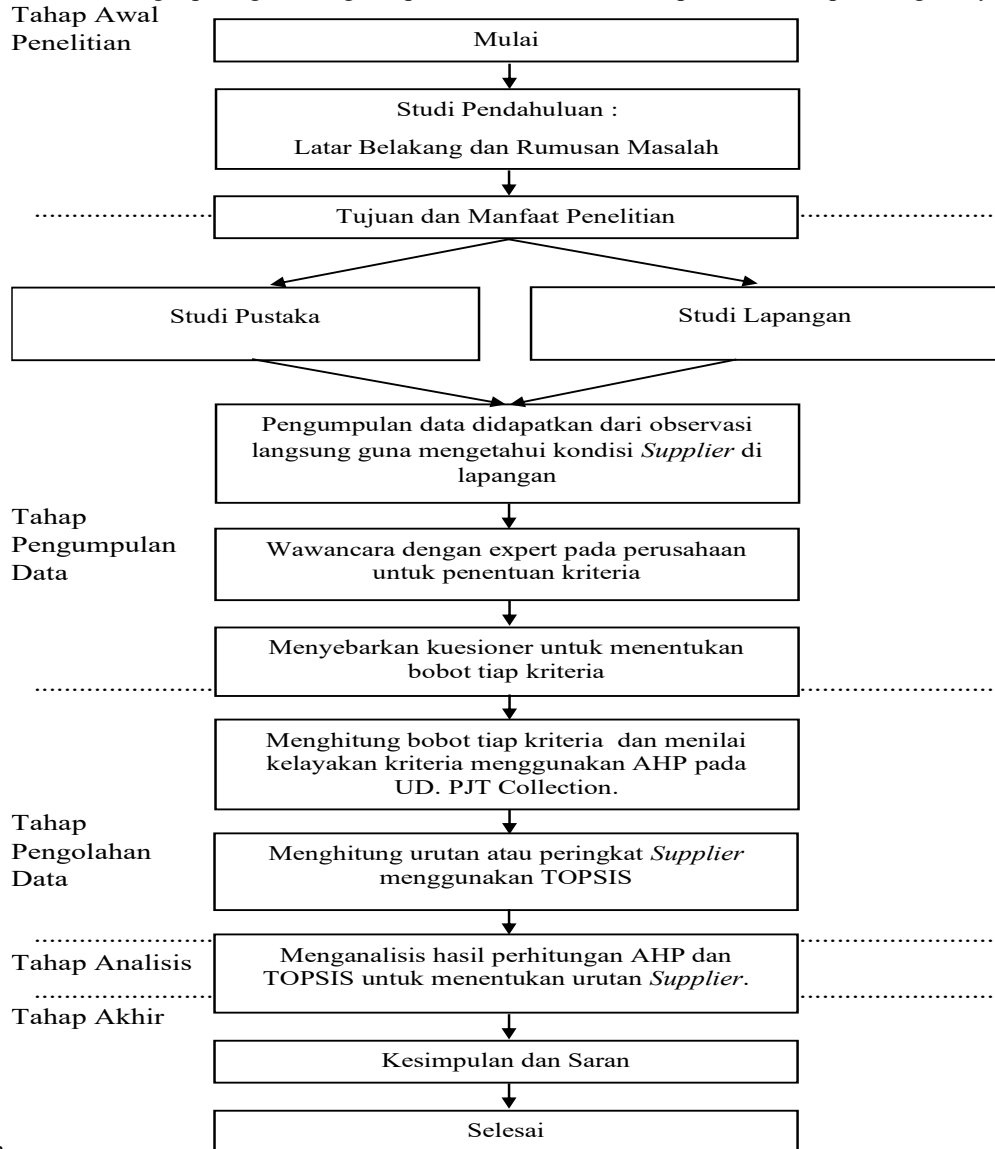 Tahap Awal
Penelitian
Mulai
Studi Pendahuluan :
Latar Belakang dan Rumusan Masalah
Tujuan dan Manfaat Penelitian
Studi Pustaka
Studi Lapangan
Pengumpulan data didapatkan dari observasi
langsung guna mengetahui kondisi Supplier di
lapangan
Tahap
Pengumpulan
Data
Wawancara dengan expert pada perusahaan
untuk penentuan kriteria
Menyebarkan kuesioner untuk menentukan
bobot tiap kriteria
Menghitung bobot tiap kriteria dan menilai
kelayakan kriteria menggunakan AHP pada
UD. PJT Collection.
Tahap
Pengolahan
Data
Menghitung urutan atau peringkat Supplier
menggunakan TOPSIS
Tahap Analisis
Menganalisis hasil perhitungan AHP dan
TOPSIS untuk menentukan urutan Supplier.
Tahap Akhir
Kesimpulan dan Saran
Selesai